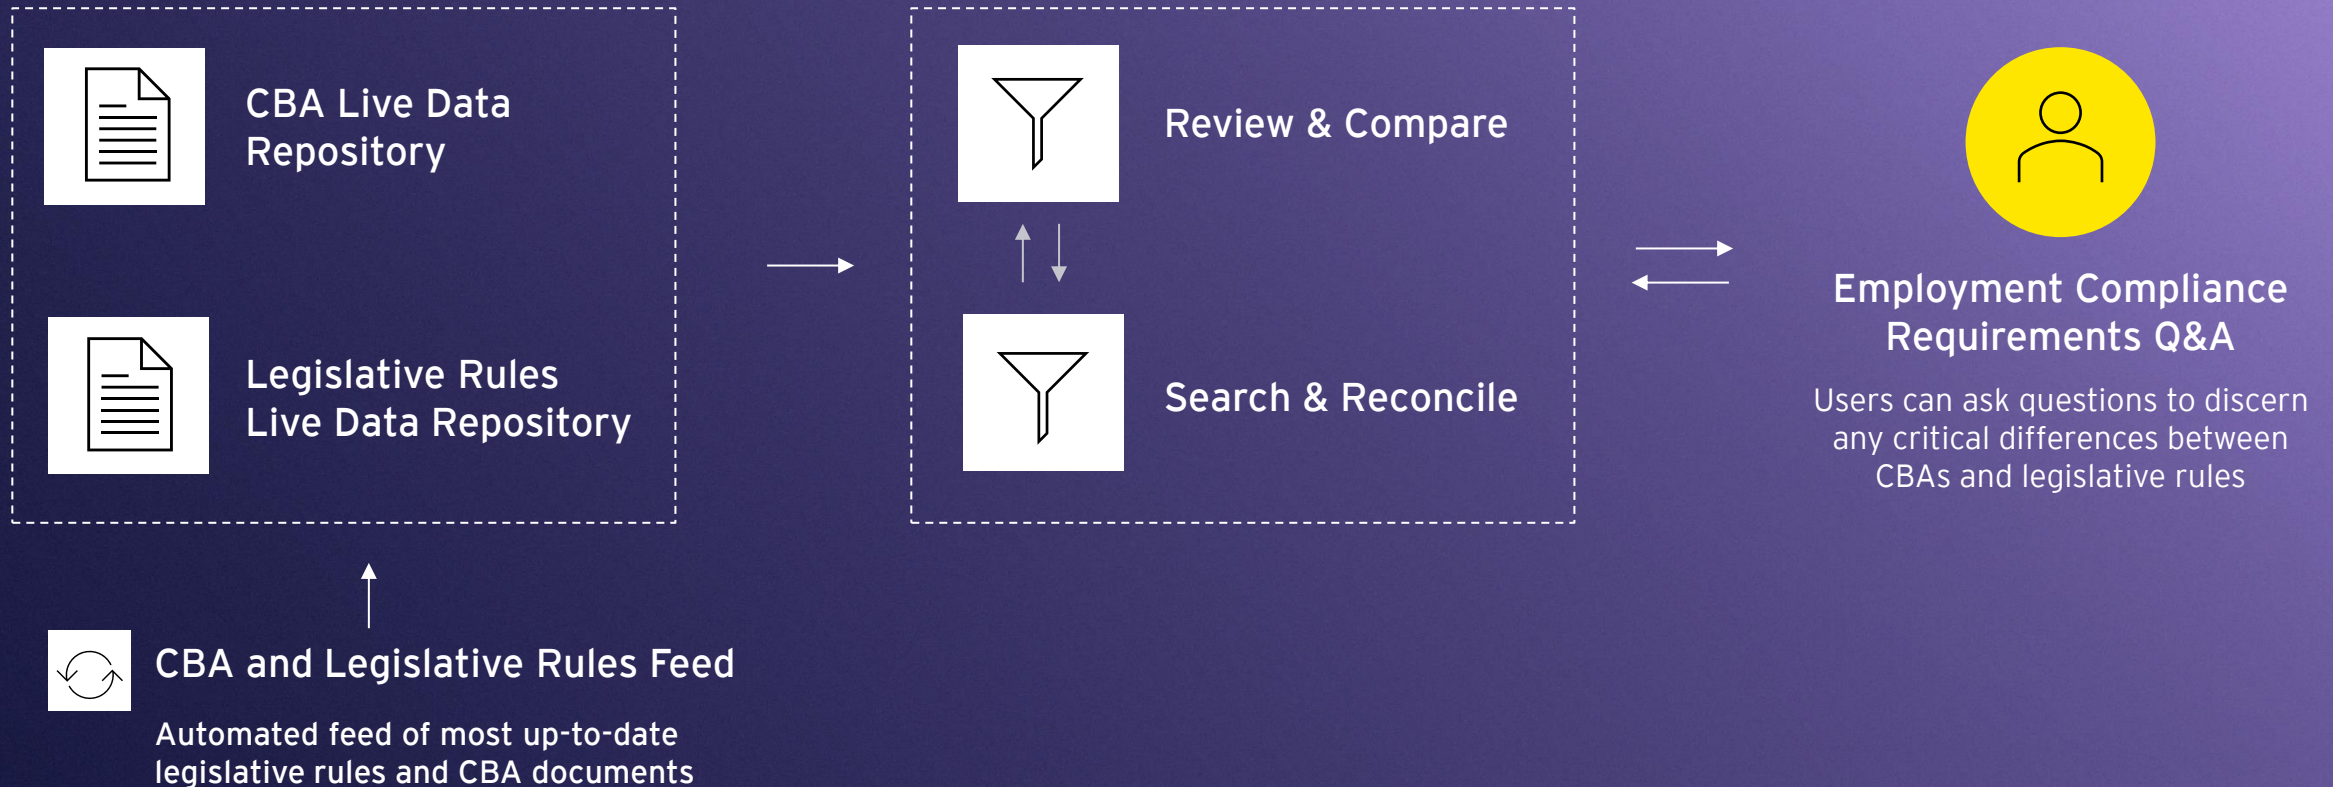 CBA Live Data
Repository
Legislative Rules
Live Data Repository
CBA and Legislative Rules Feed
Automated feed of most up-to-date
legislative rules and CBA documents
Review & Compare
Search & Reconcile
Employment Compliance
Requirements Q&A
Users can ask questions to discern
any critical differences between
CBAs and legislative rules